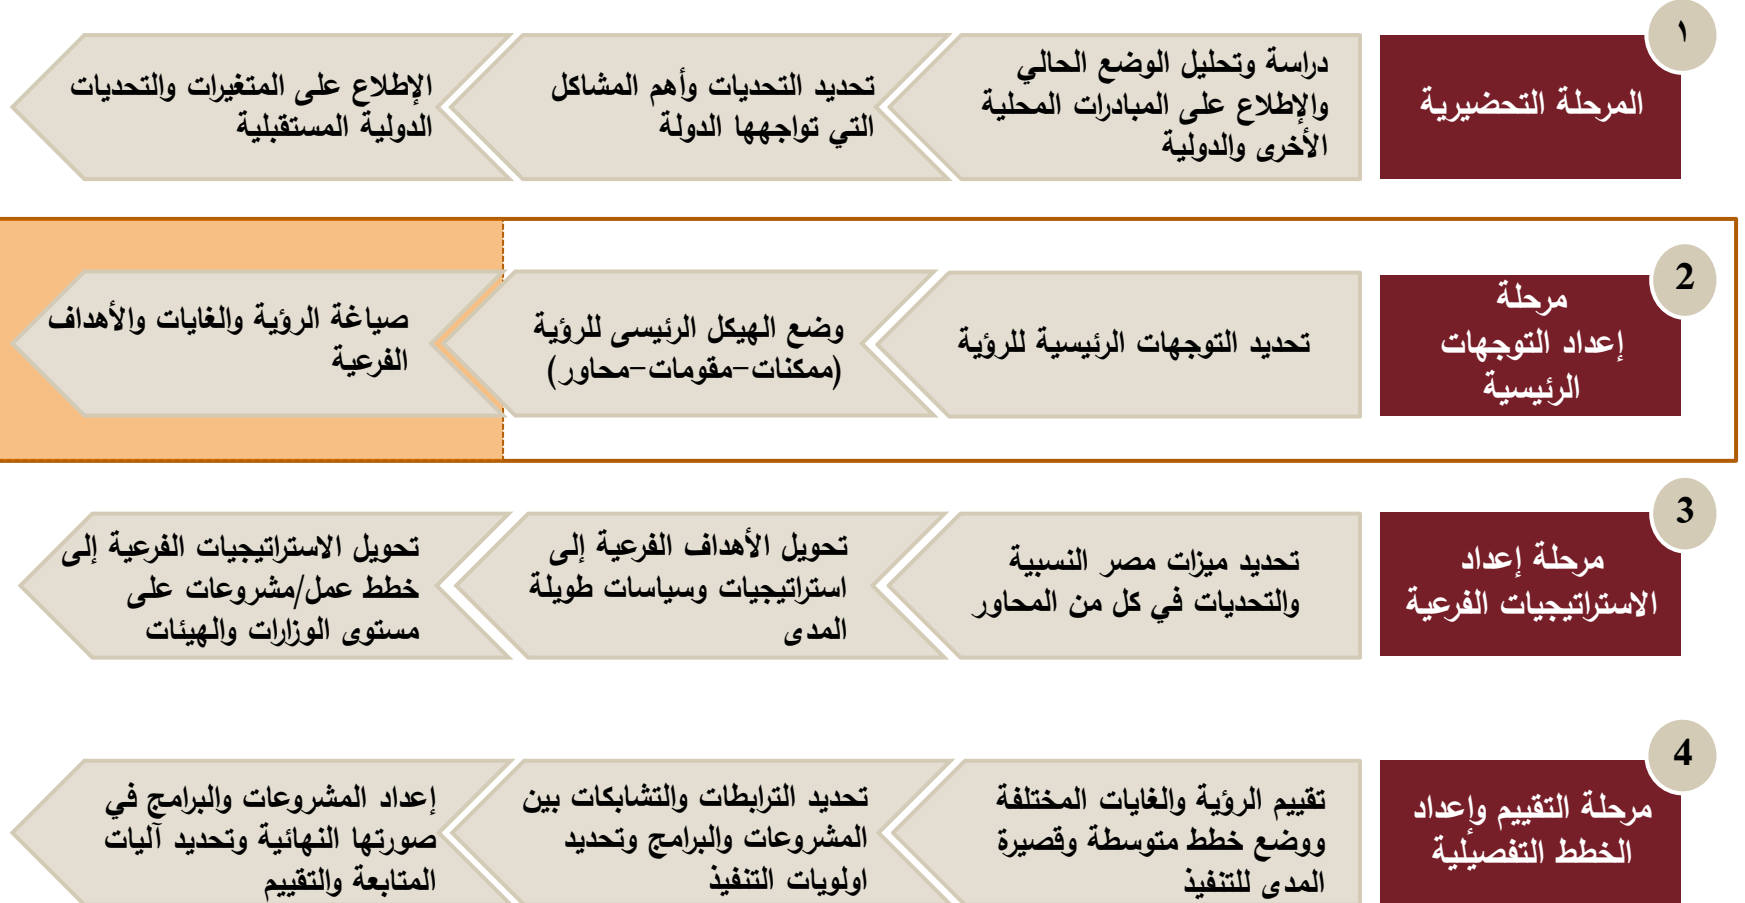 ١
المرحلة التحضيرية
دراسة وتحليل الوضع الحالي
والإطلاع على المبادرات المحلية
الأخرى والدولية
تحديد التحديات وأهم المشاكل
التي تواجهها الدولة
الإطلاع على المتغيرات والتحديات
الدولية المستقبلية
2
مرحلة
إعداد التوجهات
الرئيسية
تحديد التوجهات الرئيسية للرؤية
وضع الهيكل الرئيسى للرؤية
(ممكنات-مقومات-محاور)
صياغة الرؤية والغايات والأهداف
الفرعية
3
مرحلة إعداد
الاستراتيجيات الفرعية
تحديد ميزات مصر النسبية
والتحديات في كل من المحاور
تحويل الأهداف الفرعية إلى
استراتيجيات وسياسات طويلة
المدى
تحويل الاستراتيجيات الفرعية إلى
خطط عمل/مشروعات على
مستوى الوزارات والهيئات
4
مرحلة التقييم وإعداد
الخطط التفصيلية
تقييم الرؤية والغايات المختلفة
ووضع خطط متوسطة وقصيرة
المدى للتنفيذ
تحديد الترابطات والتشابكات بين
المشروعات والبرامج وتحديد
اولويات التنفيذ
إعداد المشروعات والبرامج في
صورتها النهائية وتحديد آليات
المتابعة والتقييم